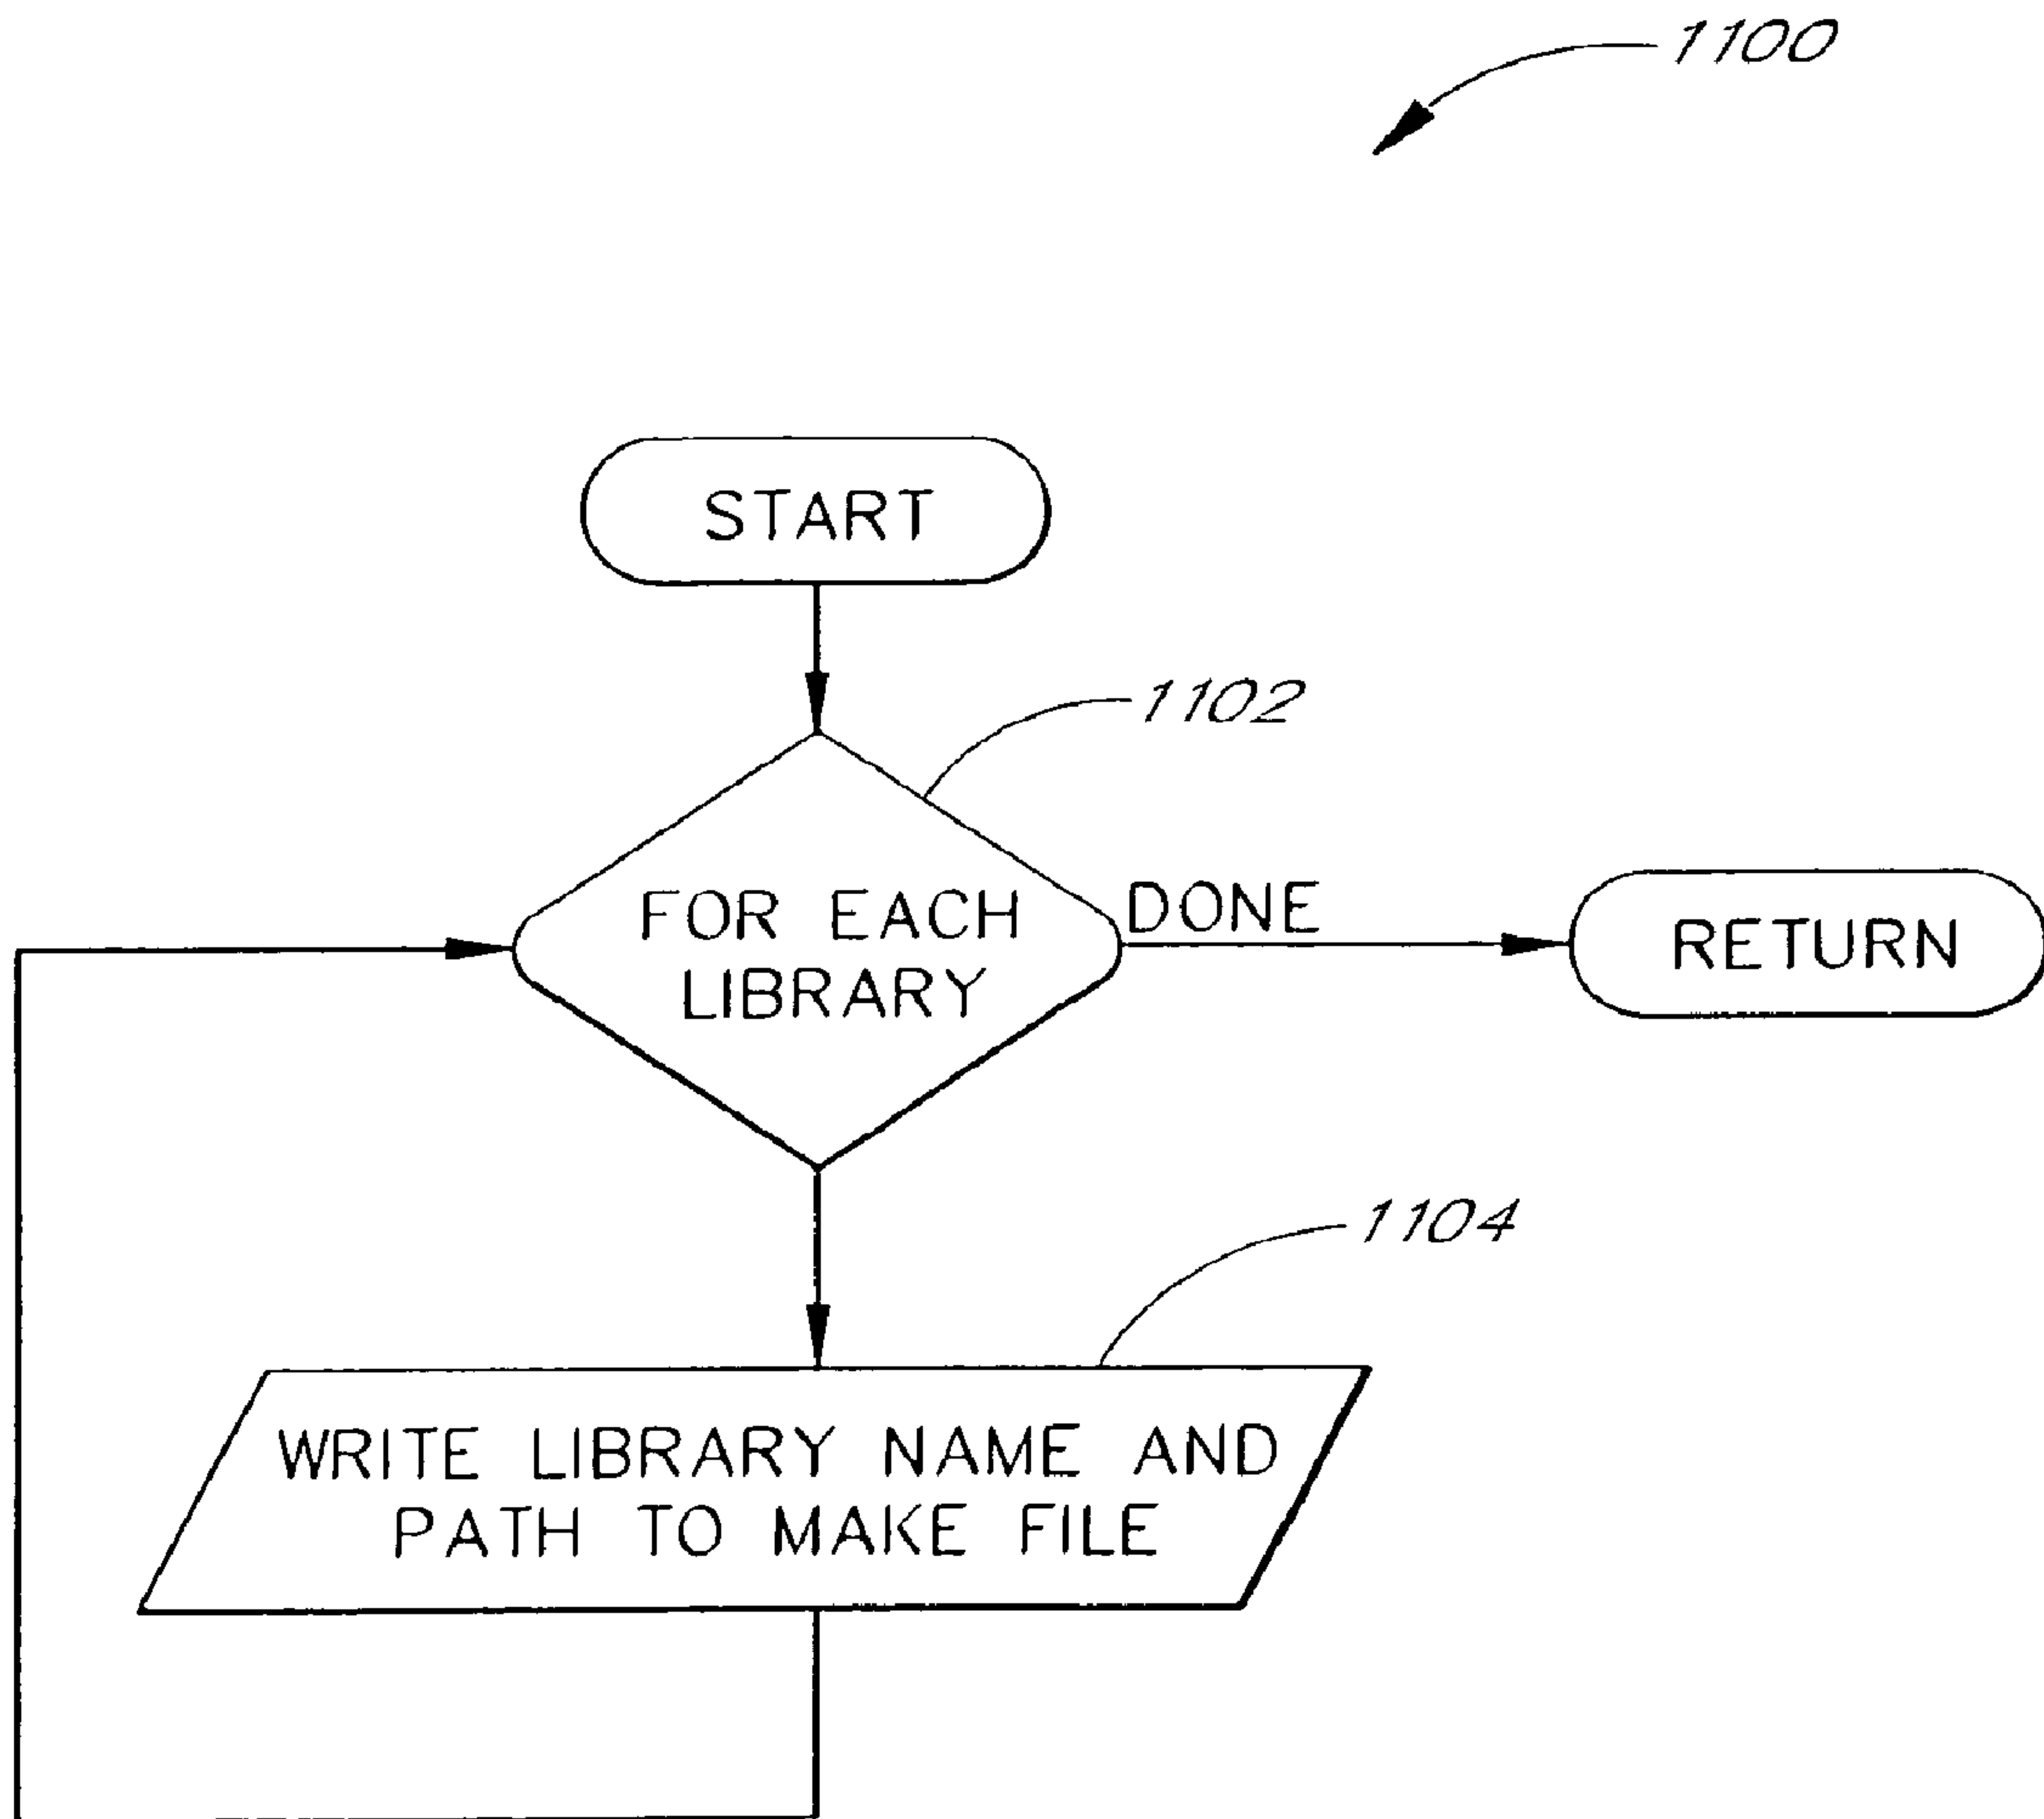 1100
START
1102
FOR EACH
LIBRARY
DONE
RETURN
1104
WRITE LIBRARY NAME AND
PATH TO MAKE FILE